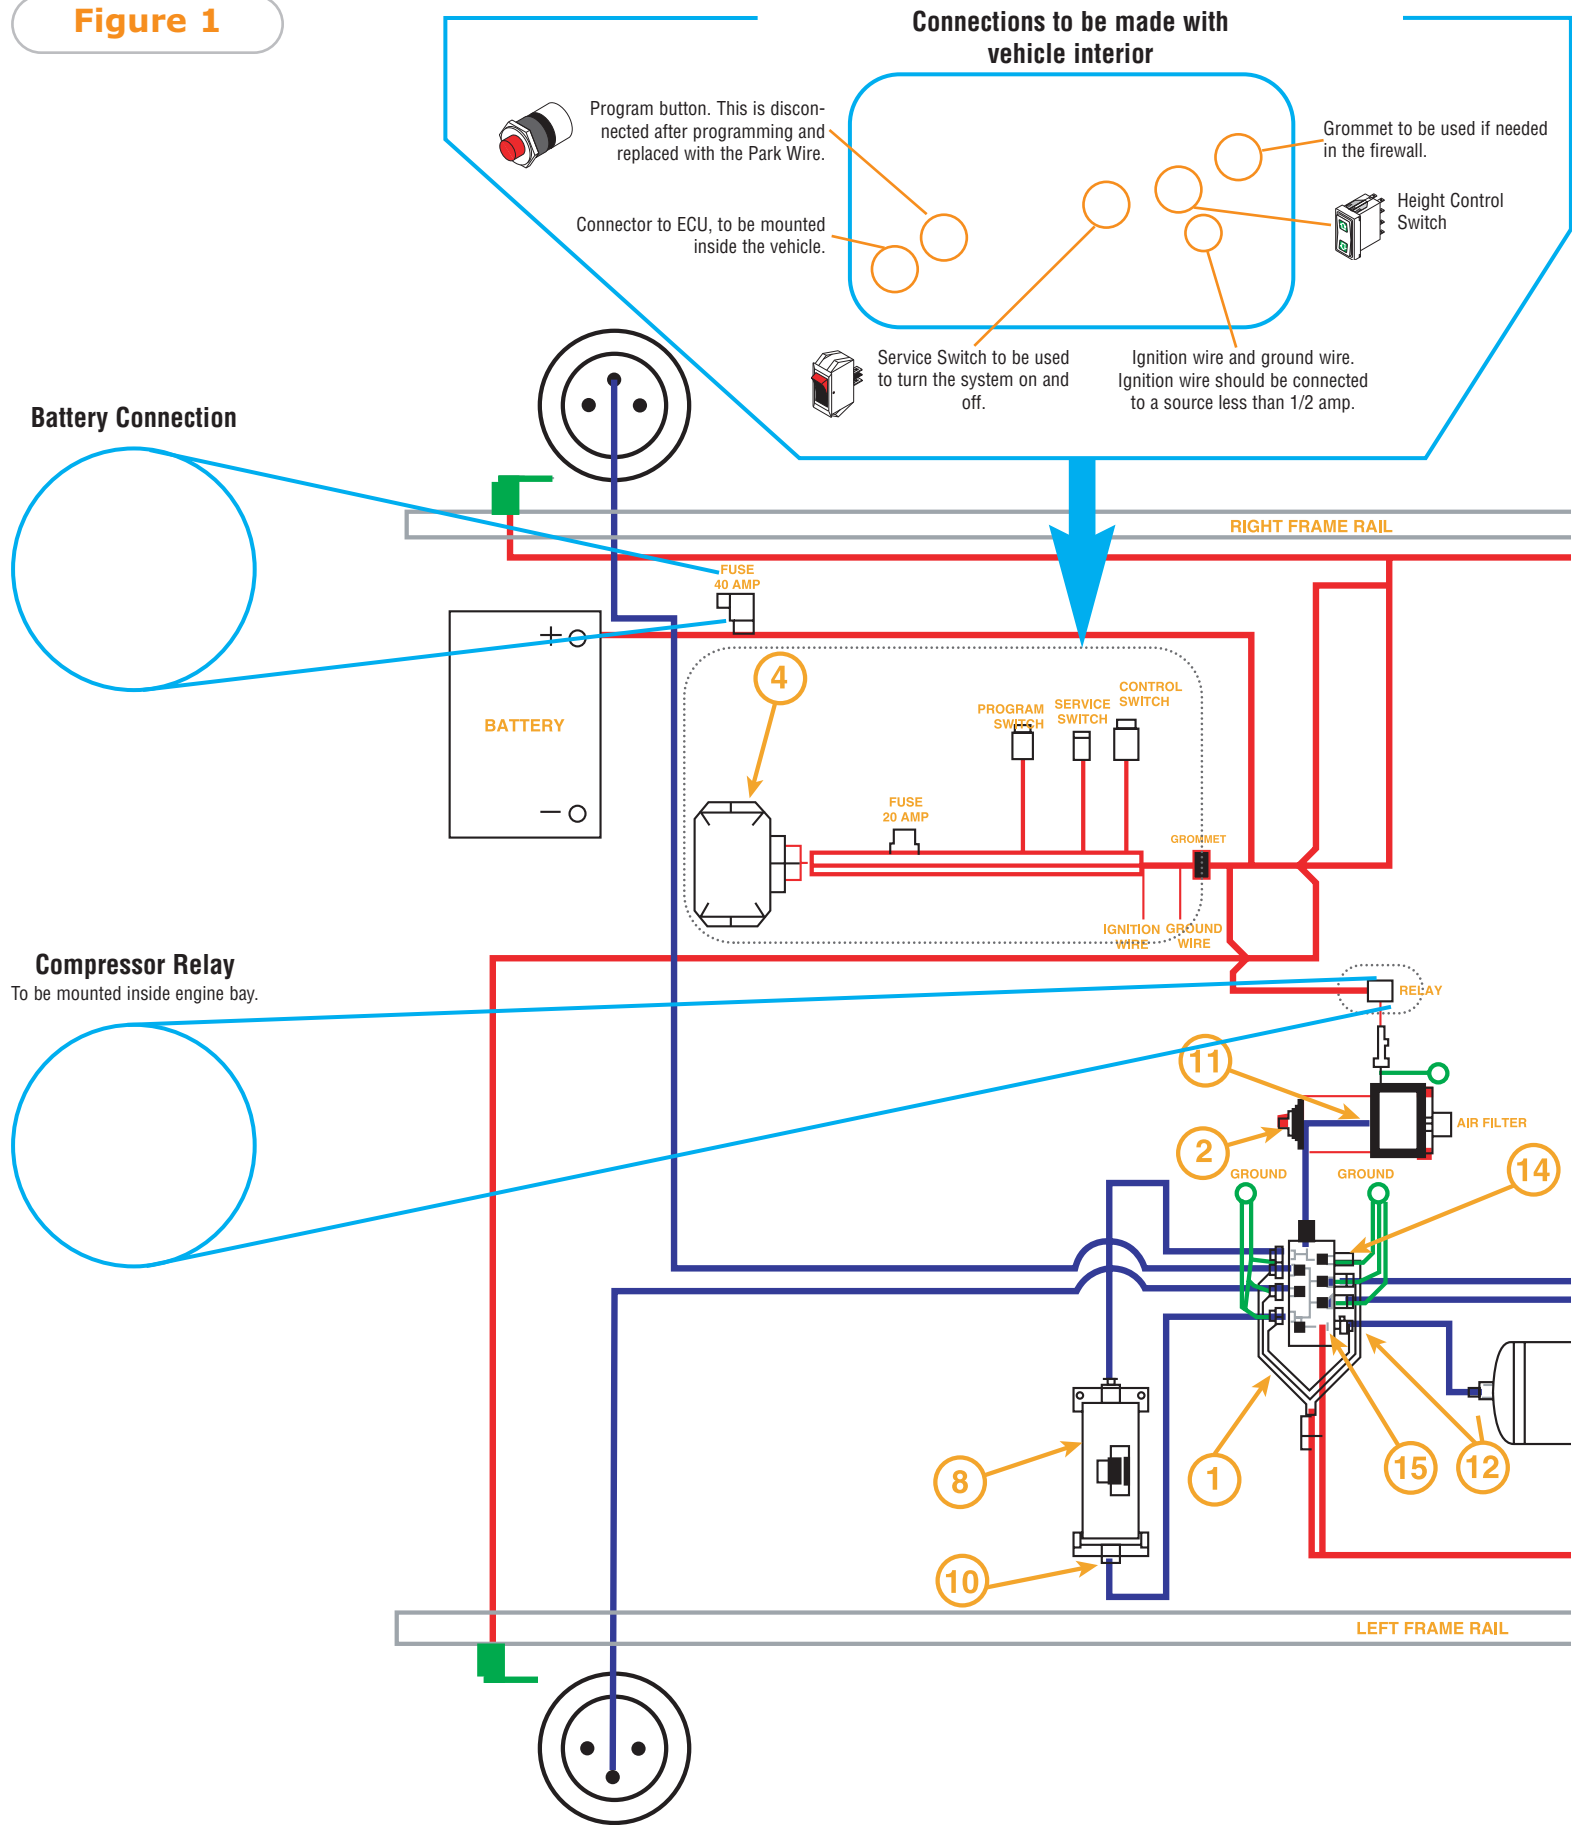 Figure 1
Connections to be made with
vehicle interior
Program button. This is discon-
nected after programming and
replaced with the Park Wire.
Grommet to be used if needed
in the firewall.
Height Control
Switch
Connector to ECU, to be mounted
inside the vehicle.
Service Switch to be used
to turn the system on and
off.
Ignition wire and ground wire.
Ignition wire should be connected
to a source less than 1/2 amp.
Battery Connection
RIGHT FRAME RAIL
FUSE
40 AMP
+
BATTERY
−
4
PROGRAM
SWITCH
SERVICE
SWITCH
CONTROL
SWITCH
FUSE
20 AMP
GROMMET
IGNITION
WIRE
GROUND
WIRE
Compressor Relay
To be mounted inside engine bay.
RELAY
11
2
AIR FILTER
GROUND
GROUND
14
8
1
15
12
10
LEFT FRAME RAIL